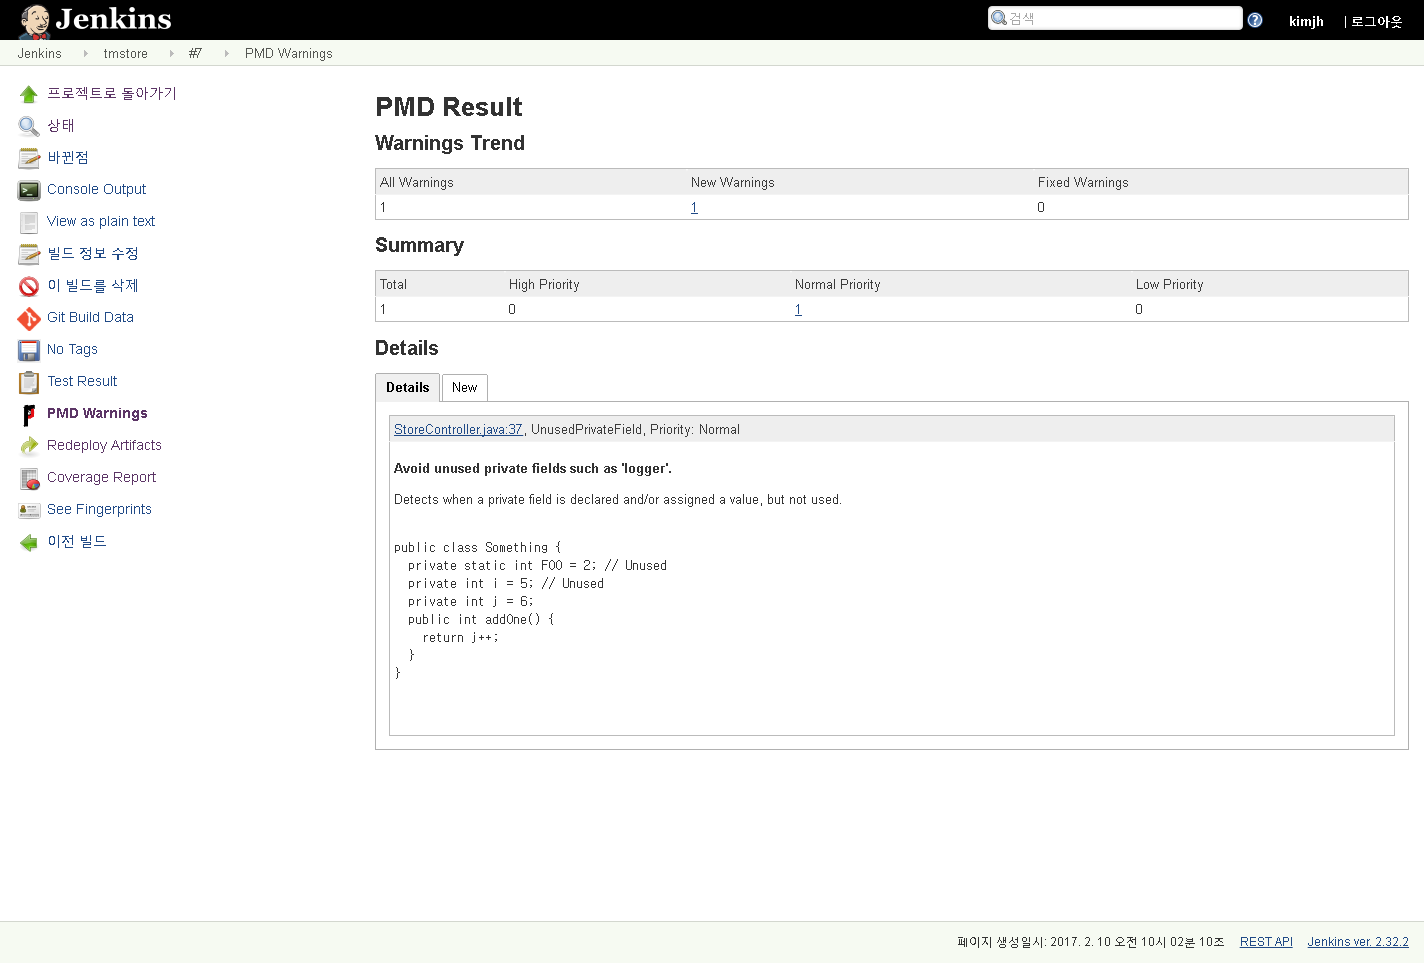 Jenkins
검색
kimjh
| 로그아웃
Jenkins
tmstore
#7
PMD Warnings
프로젝트로 돌아가기
상태
바뀐점
Console Output
View as plain text
빌드 정보 수정
이 빌드를 삭제
Git Build Data
No Tags
Test Result
PMD Warnings
Redeploy Artifacts
Coverage Report
See Fingerprints
이전 빌드
PMD Result
Warnings Trend
All Warnings New Warnings Fixed Warnings
1 1 0
Summary
Total High Priority Normal Priority Low Priority
1 0 1 0
Details
Details New
StoreController.java:37, UnusedPrivateField, Priority: Normal
Avoid unused private fields such as 'logger'.
Detects when a private field is declared and/or assigned a value, but not used.
public class Something {
  private static int FOO = 2; // Unused
  private int i = 5; // Unused
  private int j = 6;
  public int addOne() {
    return j++;
  }
}
페이지 생성일시: 2017. 2. 10 오전 10시 02분 10초 REST API Jenkins ver. 2.32.2